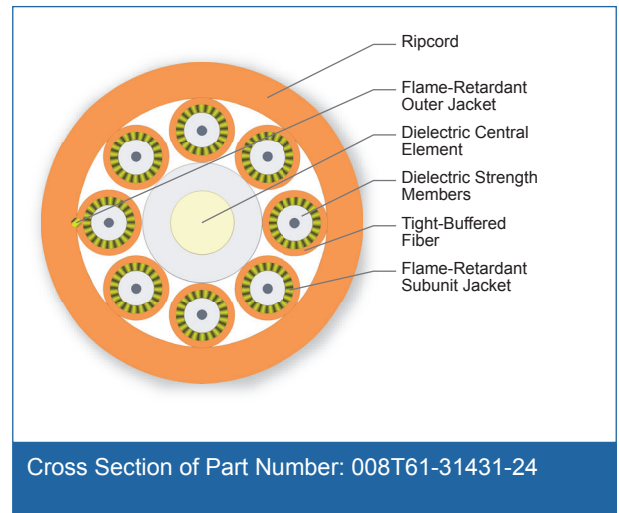 Ripcord
Flame-Retardant
Outer Jacket
Dielectric Central
Element
Dielectric Strength
Members
Tight-Buffered
Fiber
Flame-Retardant
Subunit Jacket
Cross Section of Part Number: 008T61-31431-24